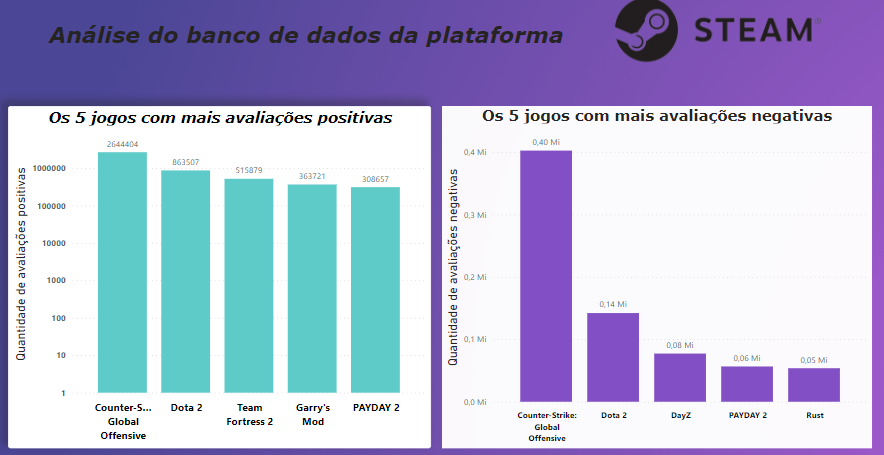 Análise do banco de dados da plataforma
STEAM®
Os 5 jogos com mais avaliações positivas
Quantidade de avaliações positivas
1000000
100000
10000
1000
100
10
1
2644404
863507
515879
363721
308657
Counter-S...
Global
Offensive
Dota 2
Team
Fortress 2
Garry's
Mod
PAYDAY 2
Os 5 jogos com mais avaliações negativas
Quantidade de avaliações negativas
0,4 Mi
0,3 Mi
0,2 Mi
0,1 Mi
0,0 Mi
0,40 Mi
0,14 Mi
0,08 Mi
0,06 Mi
0,05 Mi
Counter-Strike:
Global
Offensive
Dota 2
DayZ
PAYDAY 2
Rust